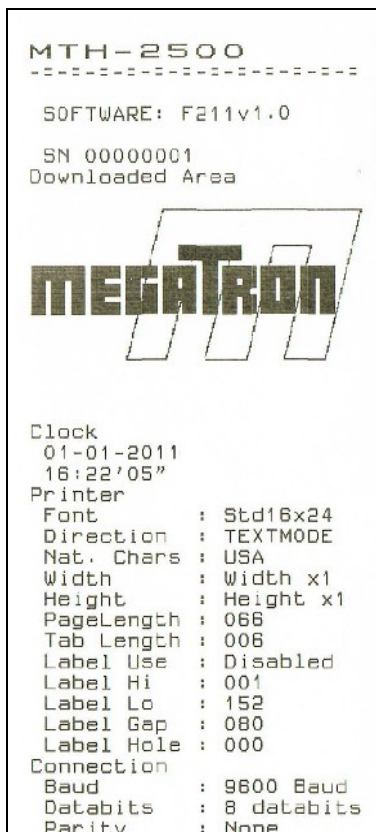 MTH-2500
-=-=-=-=-=-=-=-=-=-=-=
SOFTWARE: F211v1.0
SN 00000001
Downloaded Area
MEGATRON
Clock
01-01-2011
16:22'05"
Printer
Font : Std16x24
Direction : TEXTMODE
Nat. Chars : USA
Width : Width x1
Height : Height x1
PageLength : 066
Tab Length : 006
Label Use : Disabled
Label Hi : 001
Label Lo : 152
Label Gap : 080
Label Hole : 000
Connection
Baud : 9600 Baud
Databits : 8 databits
Parity : None